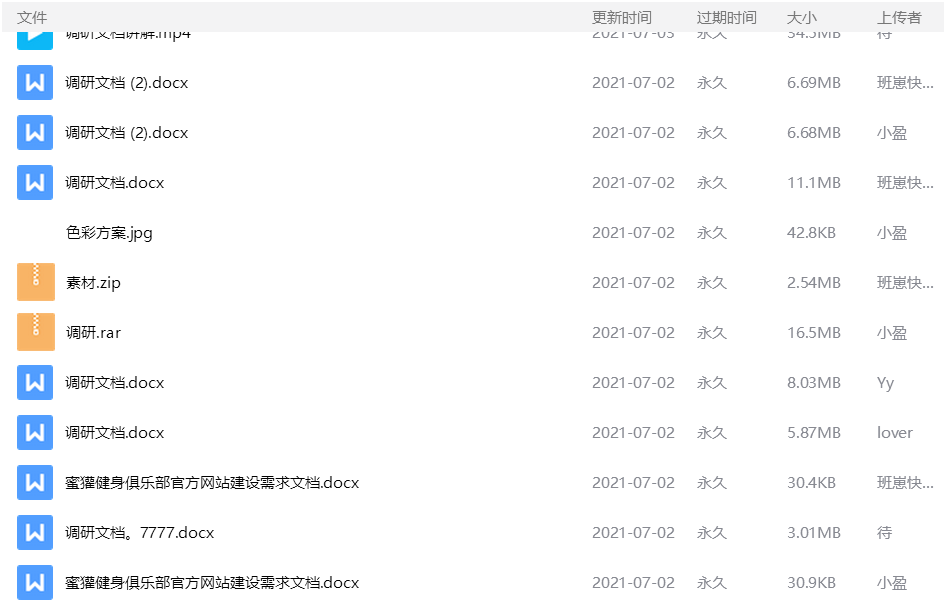 文件 更新时间 过期时间 大小 上传者
调研文档讲解.mp4 2021-07-03 永久 34.5MB 待
调研文档 (2).docx 2021-07-02 永久 6.69MB 班崽快...
调研文档 (2).docx 2021-07-02 永久 6.68MB 小盈
调研文档.docx 2021-07-02 永久 11.1MB 班崽快...
色彩方案.jpg 2021-07-02 永久 42.8KB 小盈
素材.zip 2021-07-02 永久 2.54MB 班崽快...
调研.rar 2021-07-02 永久 16.5MB 小盈
调研文档.docx 2021-07-02 永久 8.03MB Yy
调研文档.docx 2021-07-02 永久 5.87MB lover
蜜獾健身俱乐部官方网站建设需求文档.docx 2021-07-02 永久 30.4KB 班崽快...
调研文档。7777.docx 2021-07-02 永久 3.01MB 待
蜜獾健身俱乐部官方网站建设需求文档.docx 2021-07-02 永久 30.9KB 小盈